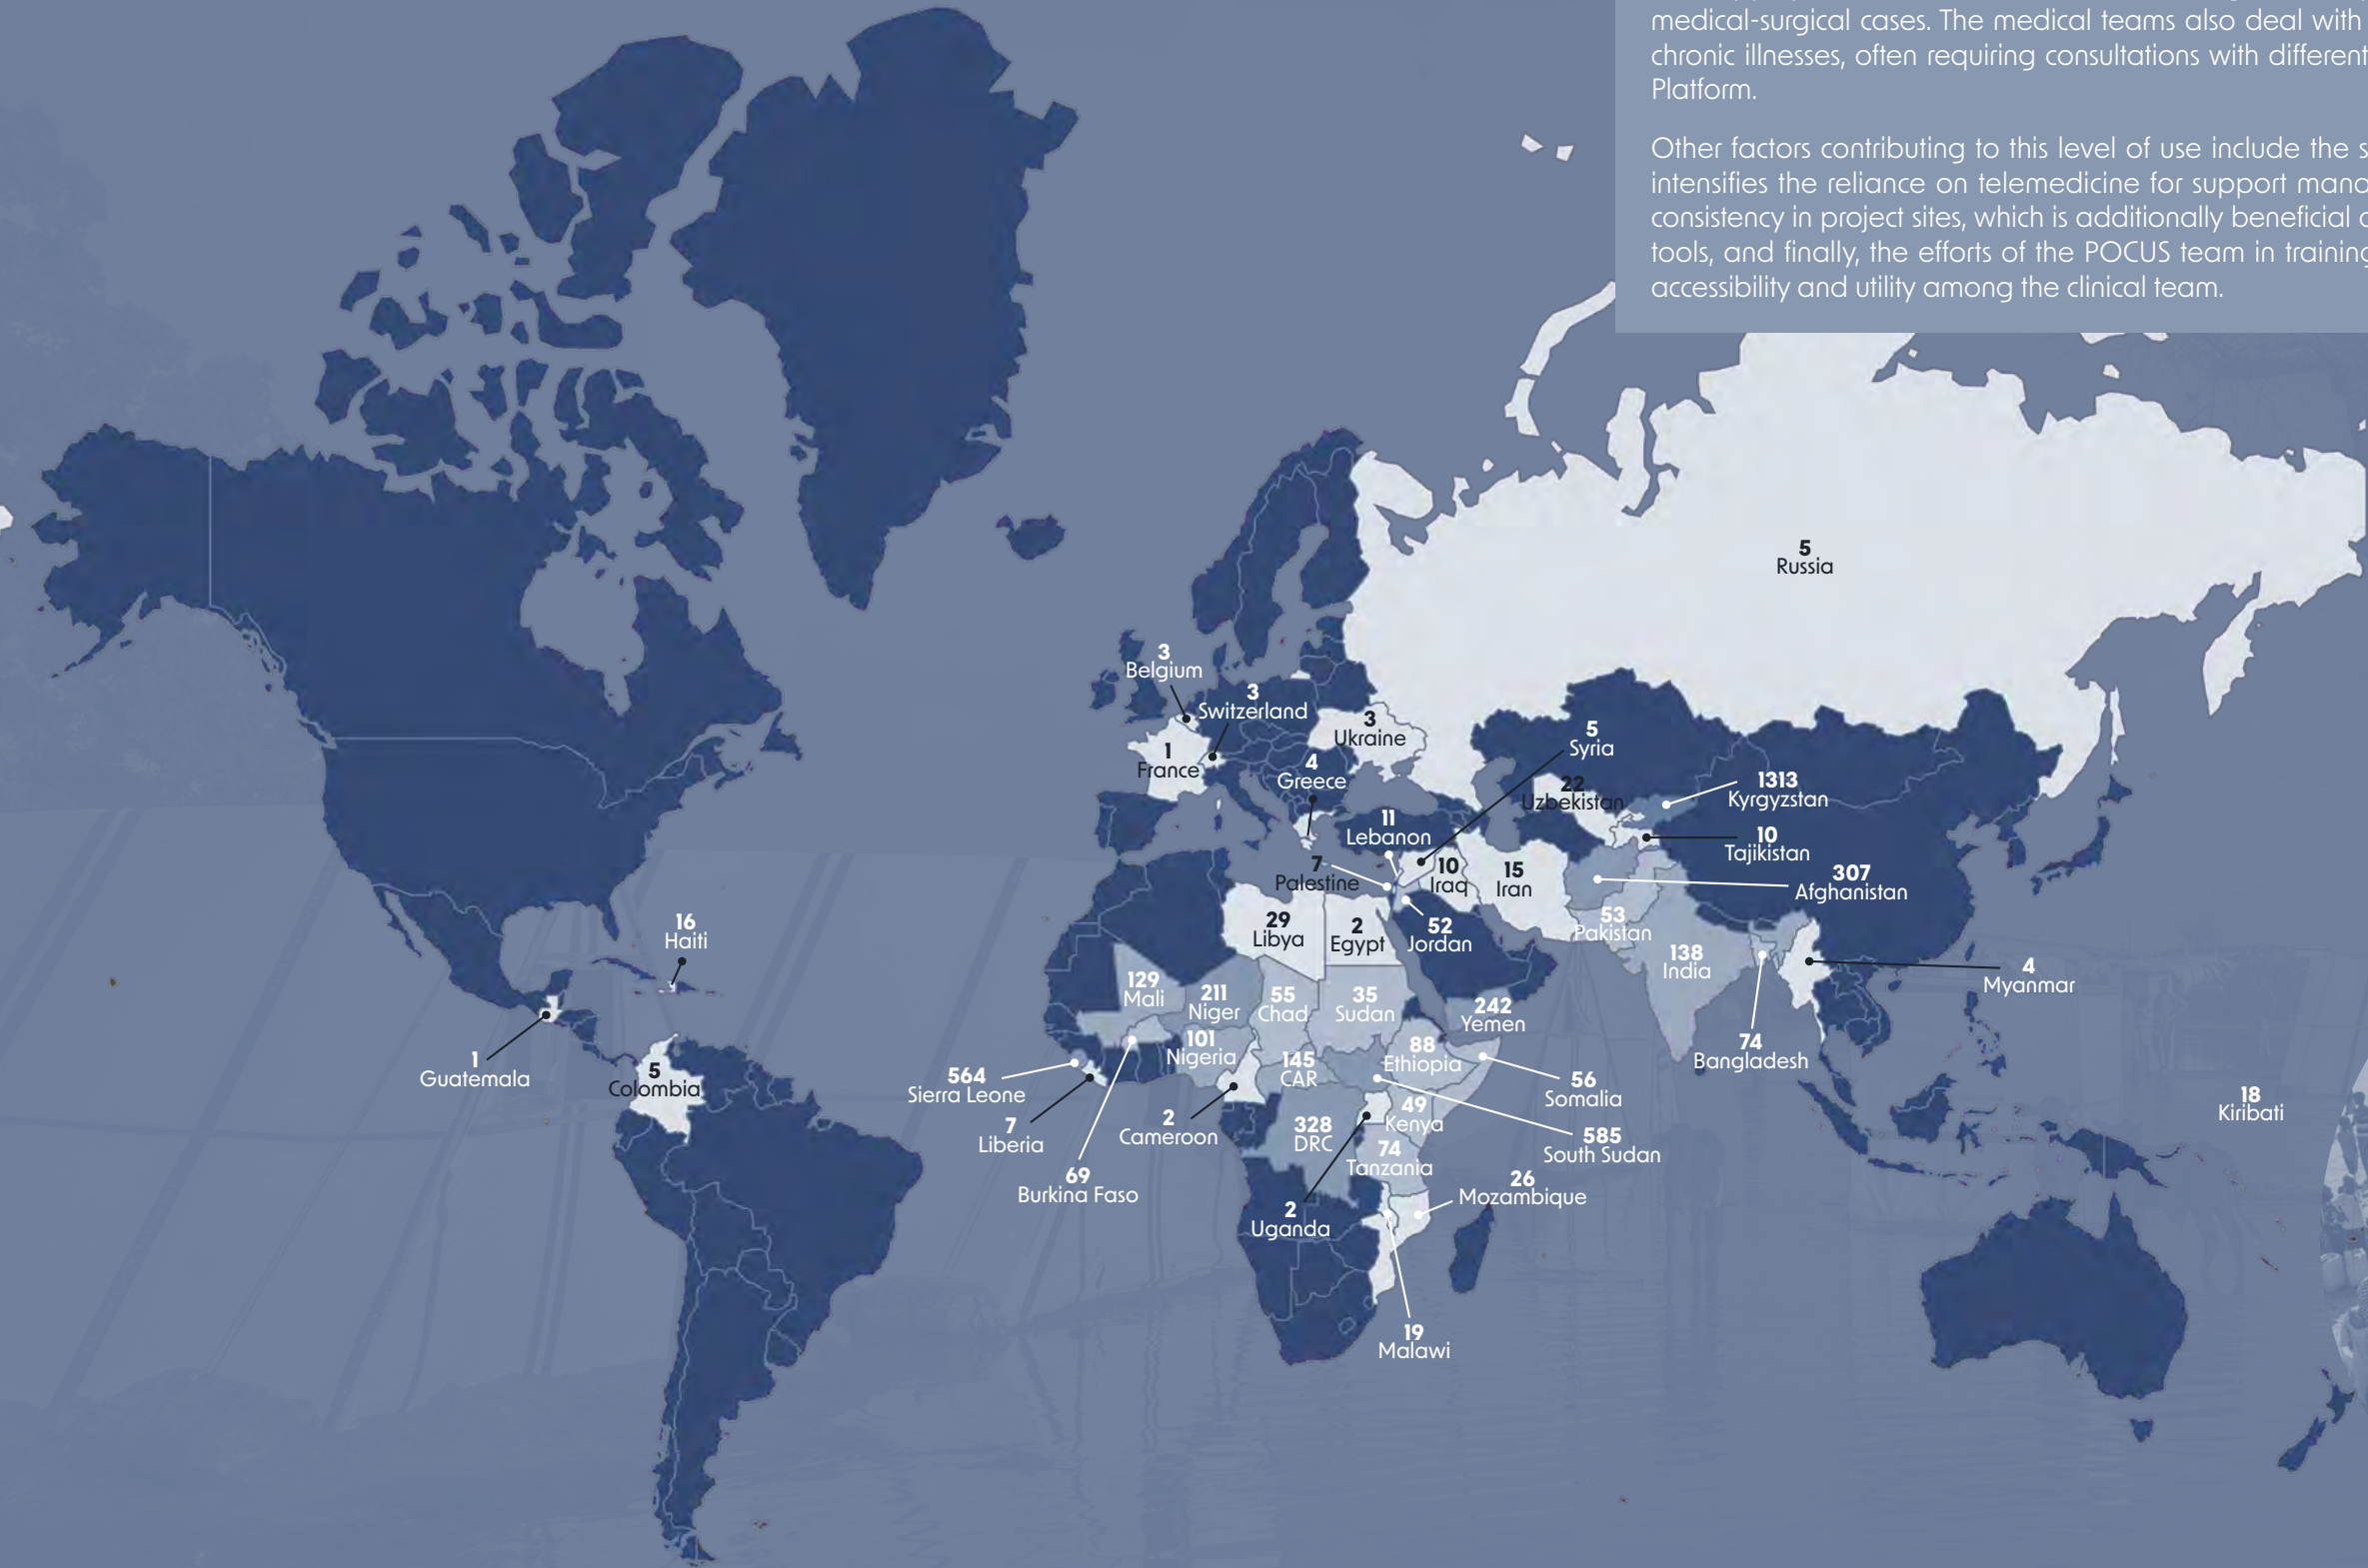 medical-surgical cases. The medical teams also deal with
chronic illnesses, often requiring consultations with different
Platform.
Other factors contributing to this level of use include the
intensifies the reliance on telemedicine for support
consistency in project sites, which is additionally beneficial
tools, and finally, the efforts of the POCUS team in training
accessibility and utility among the clinical team.
5
Russia
3
Belgium
3
Switzerland
3
Ukraine
1
France
4
Greece
5
Syria
22
Uzbekistan
1313
Kyrgyzstan
11
Lebanon
10
Tajikistan
7
Palestine
10
Iraq
15
Iran
307
Afghanistan
16
Haiti
29
Libya
2
Egypt
52
Jordan
53
Pakistan
138
India
4
Myanmar
129
Mali
211
Niger
55
Chad
35
Sudan
242
Yemen
101
Nigeria
145
CAR
88
Ethiopia
74
Bangladesh
1
Guatemala
5
Colombia
564
Sierra Leone
56
Somalia
18
Kiribati
7
Liberia
2
Cameroon
328
DRC
49
Kenya
585
South Sudan
69
Burkina Faso
74
Tanzania
26
Mozambique
2
Uganda
19
Malawi